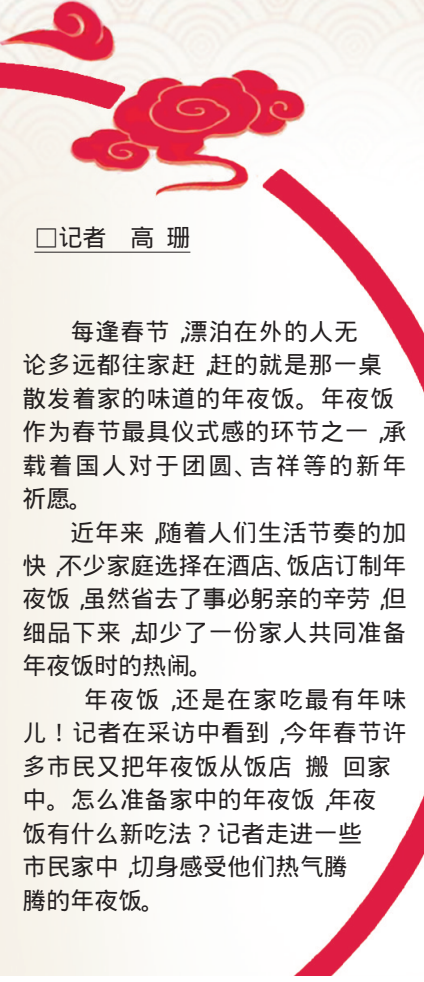 □记者 高 珊
每逢春节,漂泊在外的人无
论多远都往家赶,赶的就是那一桌
散发着家的味道的年夜饭。年夜饭
作为春节最具仪式感的环节之一,承
载着国人对于团圆、吉祥等的新年
祈愿。
近年来,随着人们生活节奏的加
快,不少家庭选择在酒店、饭店订制年
夜饭,虽然省去了事必躬亲的辛劳,但
细品下来,却少了一份家人共同准备
年夜饭时的热闹。
年夜饭,还是在家吃最有年味
儿!记者在采访中看到,今年春节许
多市民又把年夜饭从饭店 搬 回家
中。怎么准备家中的年夜饭,年夜
饭有什么新吃法?记者走进一些
市民家中,切身感受他们热气腾
腾的年夜饭。